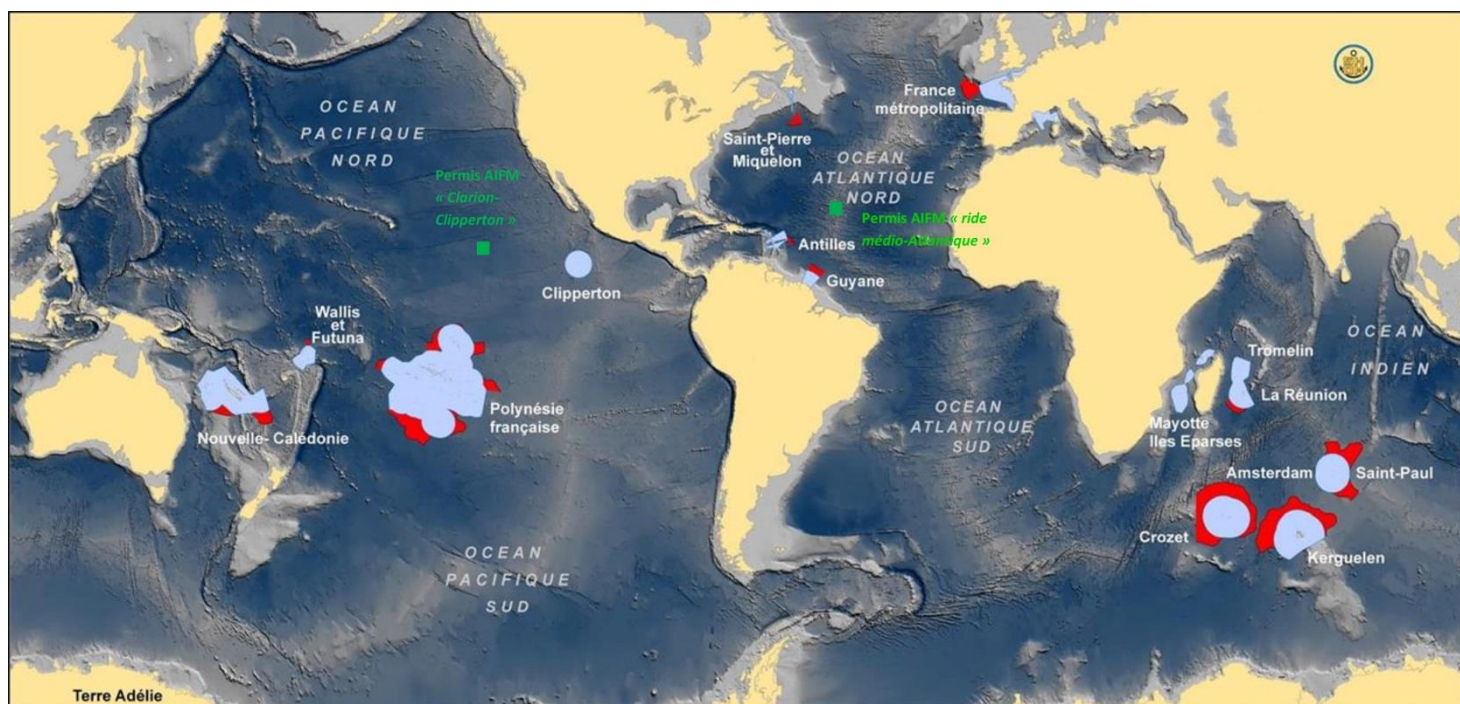 OCEAN
PACIFIQUE
NORD
Permis AIFM
« Clarion-
Clipperton »
Clipperton
Wallis
et
Futuna
Nouvelle- Calédonie
Polynésie
française
OCEAN
PACIFIQUE
SUD
Terre Adélie
France
métropolitaine
Saint-Pierre
et
Miquelon
OCEAN
ATLANTIQUE
NORD
Permis AIFM « ride
médio-Atlantique »
Antilles
Guyane
OCEAN
ATLANTIQUE
SUD
OCEAN
INDIEN
Tromelin
La Réunion
Mayotte
Iles Eparses
Amsterdam
Saint-Paul
Crozet
Kerguelen